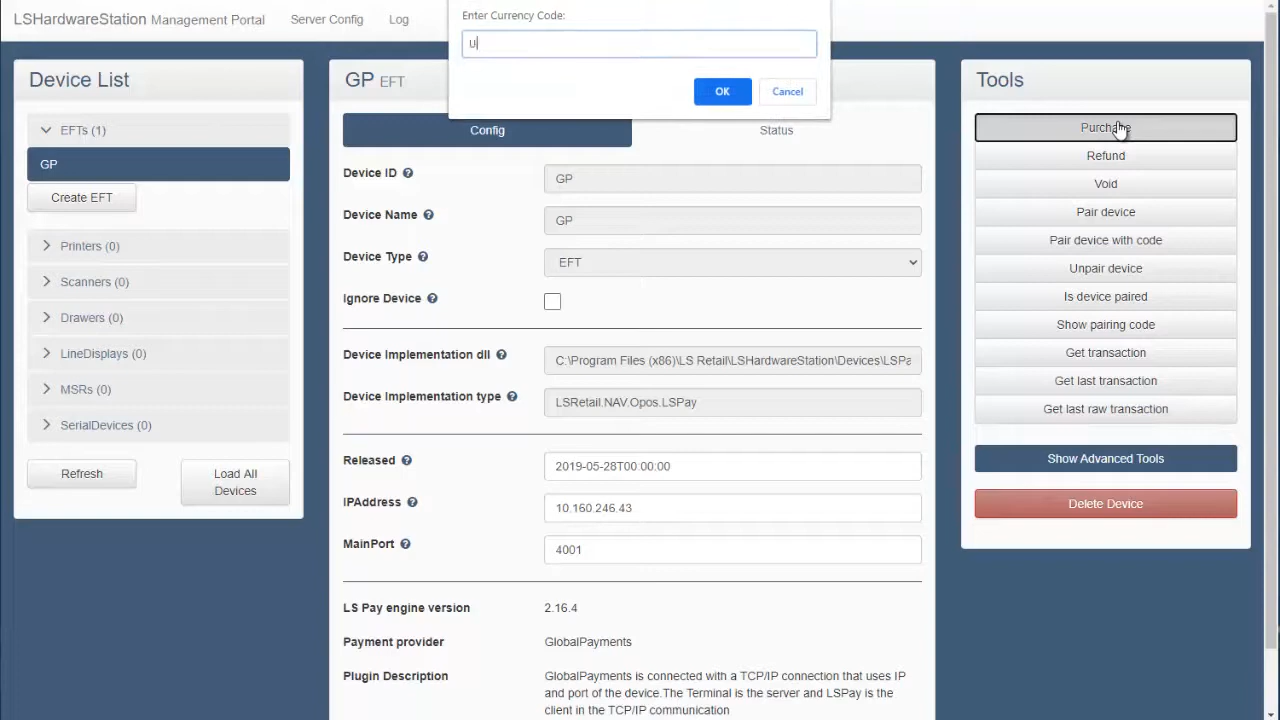 LSHardwareStation Management Portal
Server Config
Log
Enter Currency Code:
U
OK
Cancel
Device List
EFTs (1)
GP
Create EFT
Printers (0)
Scanners (0)
Drawers (0)
LineDisplays (0)
MSRs (0)
SerialDevices (0)
Refresh
Load All
Devices
GP EFT
Config
Status
Device ID
GP
Device Name
GP
Device Type
EFT
Ignore Device
Device Implementation dll
C:\Program Files (x86)\LS Retail\LSHardwareStation\Devices\LSPa
Device Implementation type
LSRetail.NAV.Opos.LSPay
Released
2019-05-28T00:00:00
IPAddress
10.160.246.43
MainPort
4001
LS Pay engine version
2.16.4
Payment provider
GlobalPayments
Plugin Description
GlobalPayments is connected with a TCP/IP connection that uses IP
and port of the device.The Terminal is the server and LSPay is the
client in the TCP/IP communication
Tools
Purchase
Refund
Void
Pair device
Pair device with code
Unpair device
Is device paired
Show pairing code
Get transaction
Get last transaction
Get last raw transaction
Show Advanced Tools
Delete Device